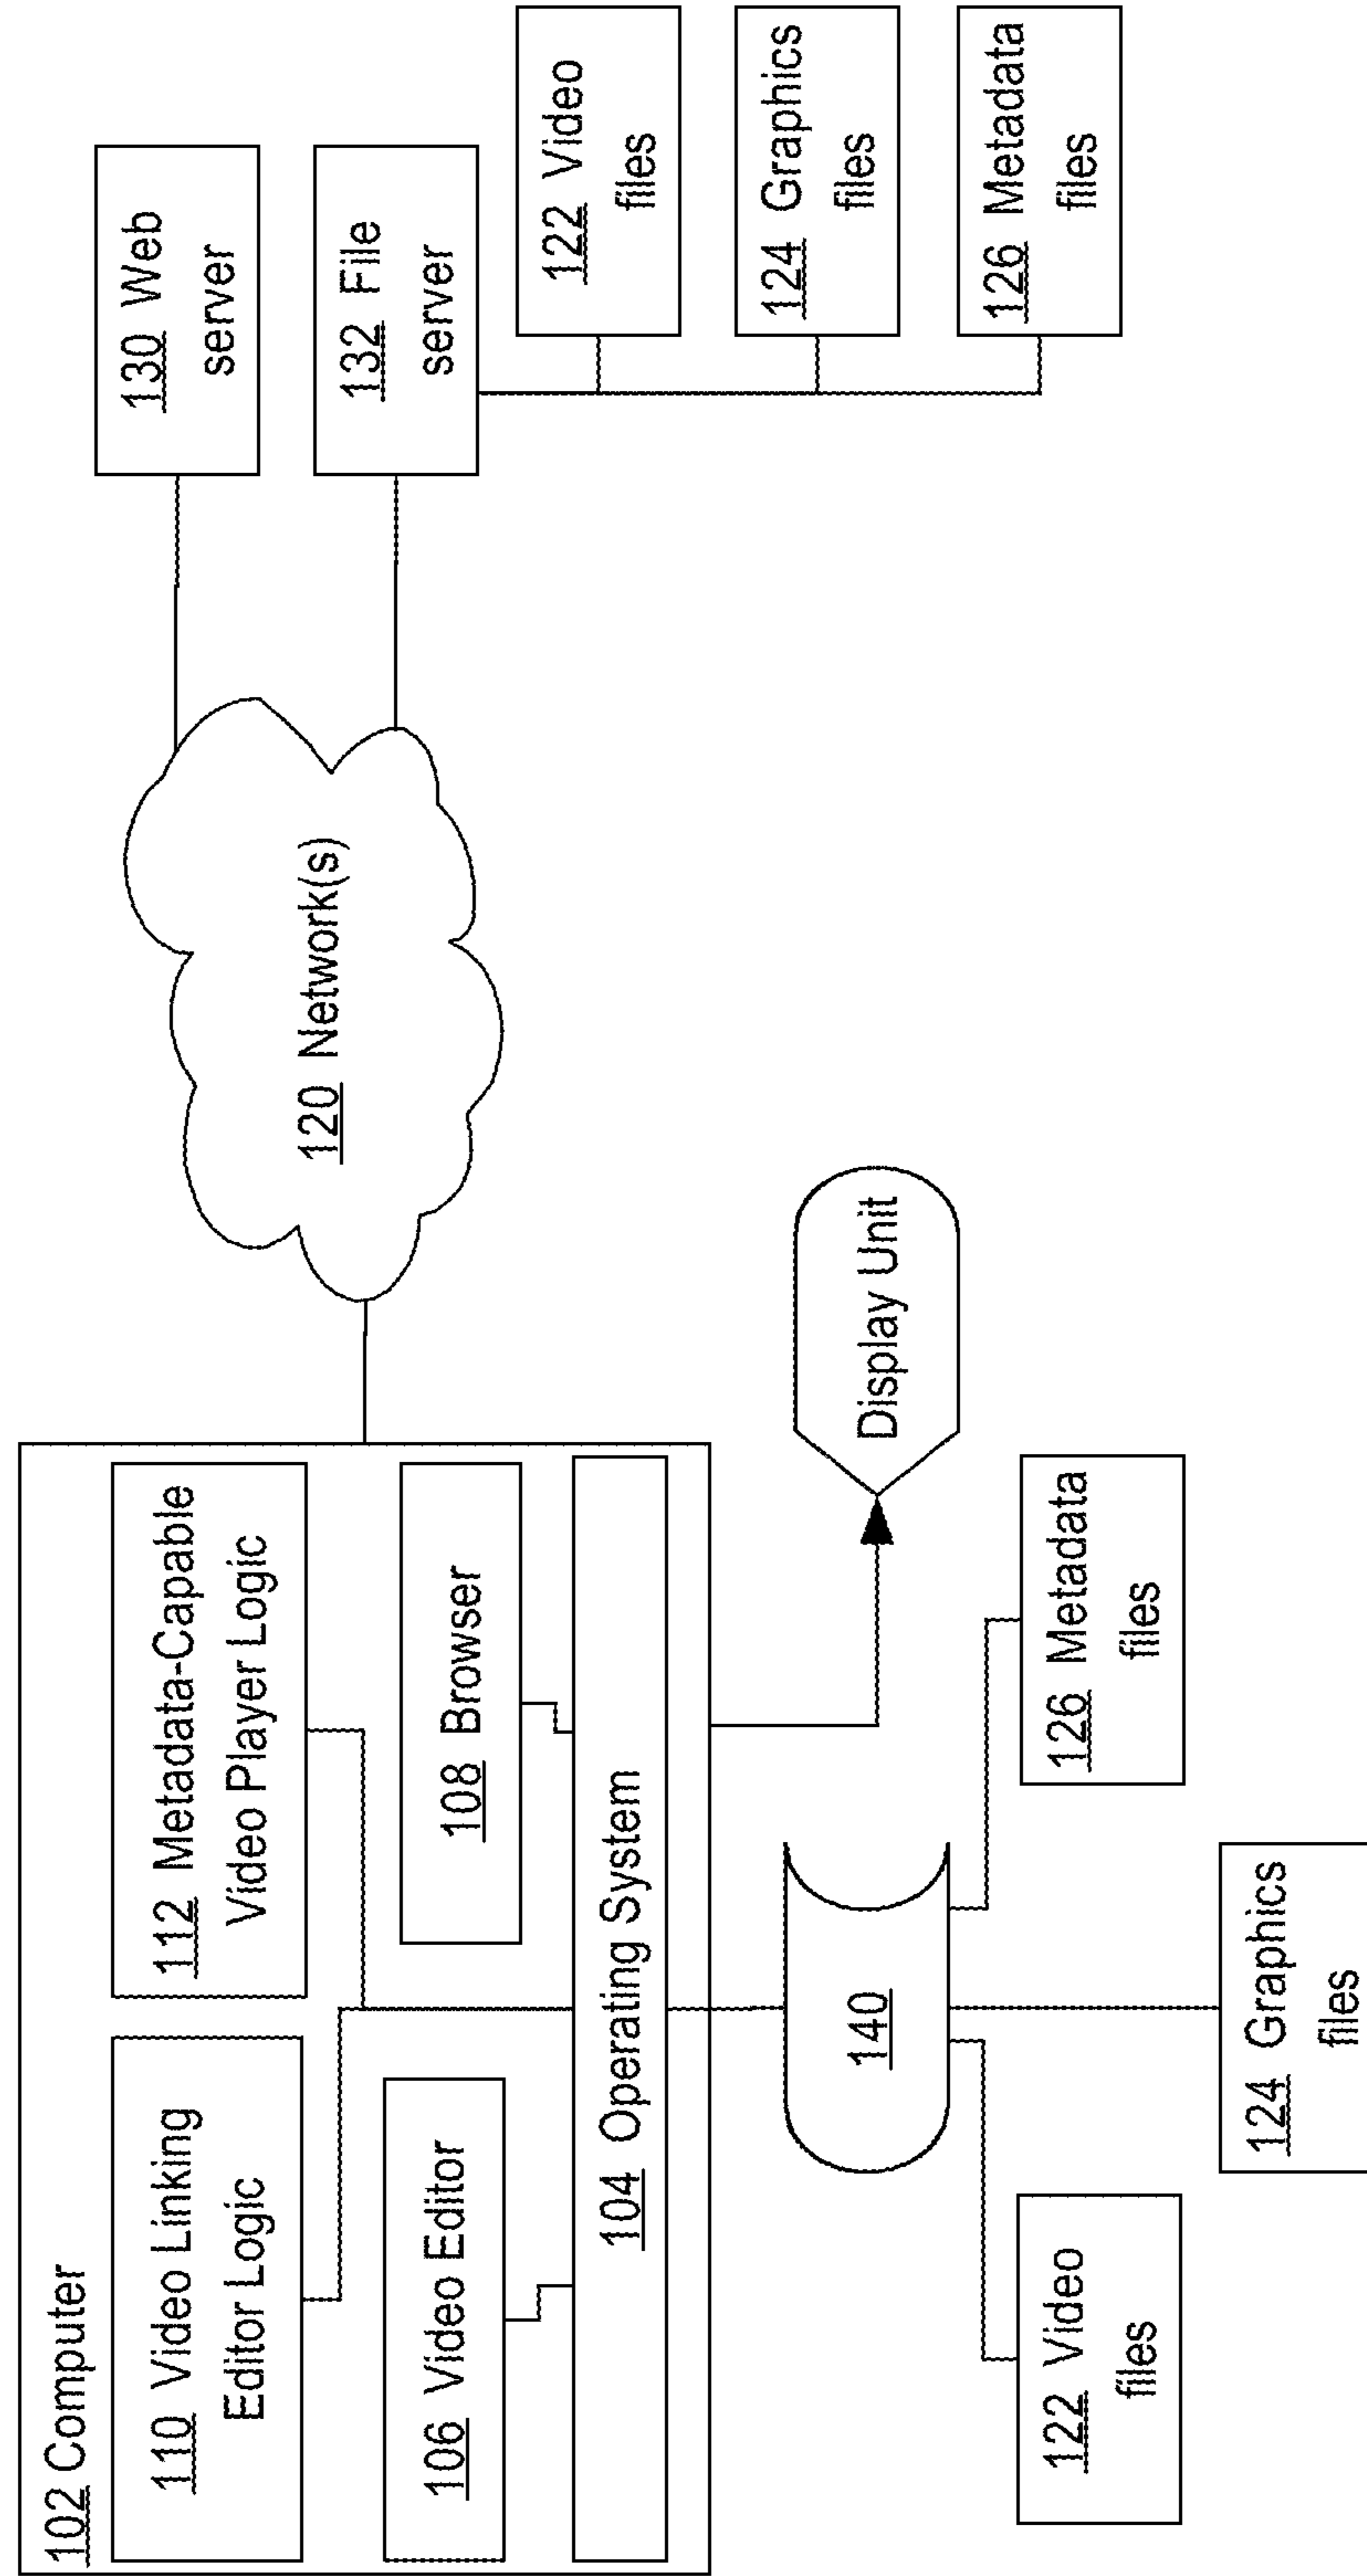 102 Computer
110 Video Linking
Editor Logic
112 Metadata-Capable
Video Player Logic
106 Video Editor
108 Browser
104 Operating System
120 Network(s)
130 Web
server
132 File
server
122 Video
files
124 Graphics
files
126 Metadata
files
Display Unit
140
122 Video
files
124 Graphics
files
126 Metadata
files